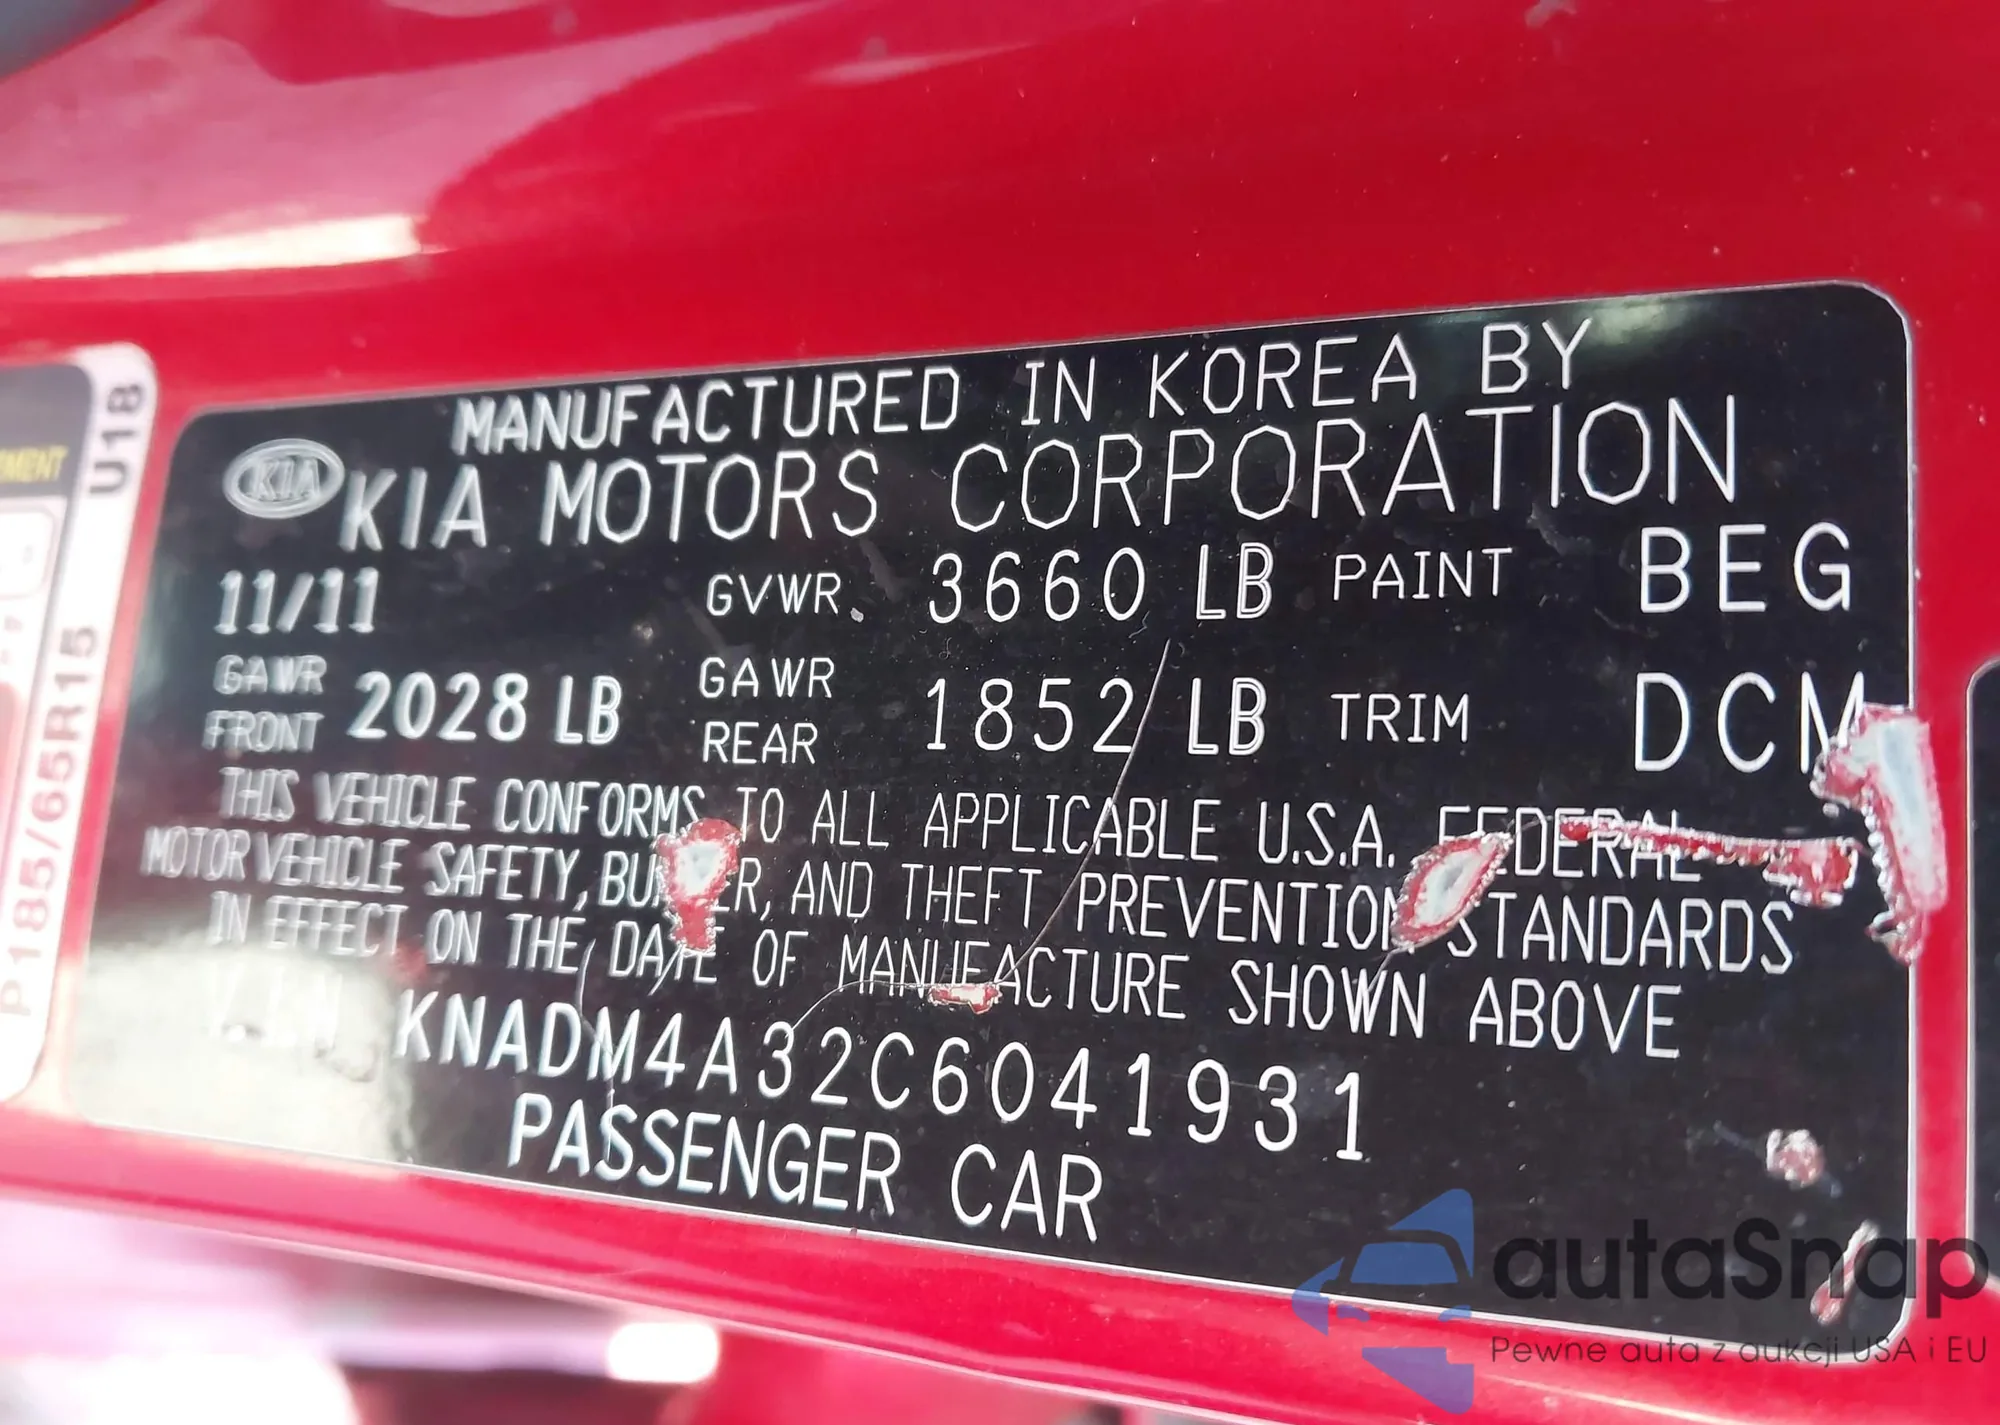 MANUFACTURED IN KOREA BY
KIA KIA MOTORS CORPORATION
11/11 GVWR 3660 LB PAINT BEG
GAWR FRONT 2028 LB GAWR REAR 1852 LB TRIM DCM
THIS VEHICLE CONFORMS TO ALL APPLICABLE U.S.A. FEDERAL
MOTOR VEHICLE SAFETY, BUMPER, AND THEFT PREVENTION STANDARDS
IN EFFECT ON THE DATE OF MANUFACTURE SHOWN ABOVE
V.I.N KNADM4A32C6041931
PASSENGER CAR
U18
P185/65R15
autaSnap
Pewne auta z aukcji USA i EU